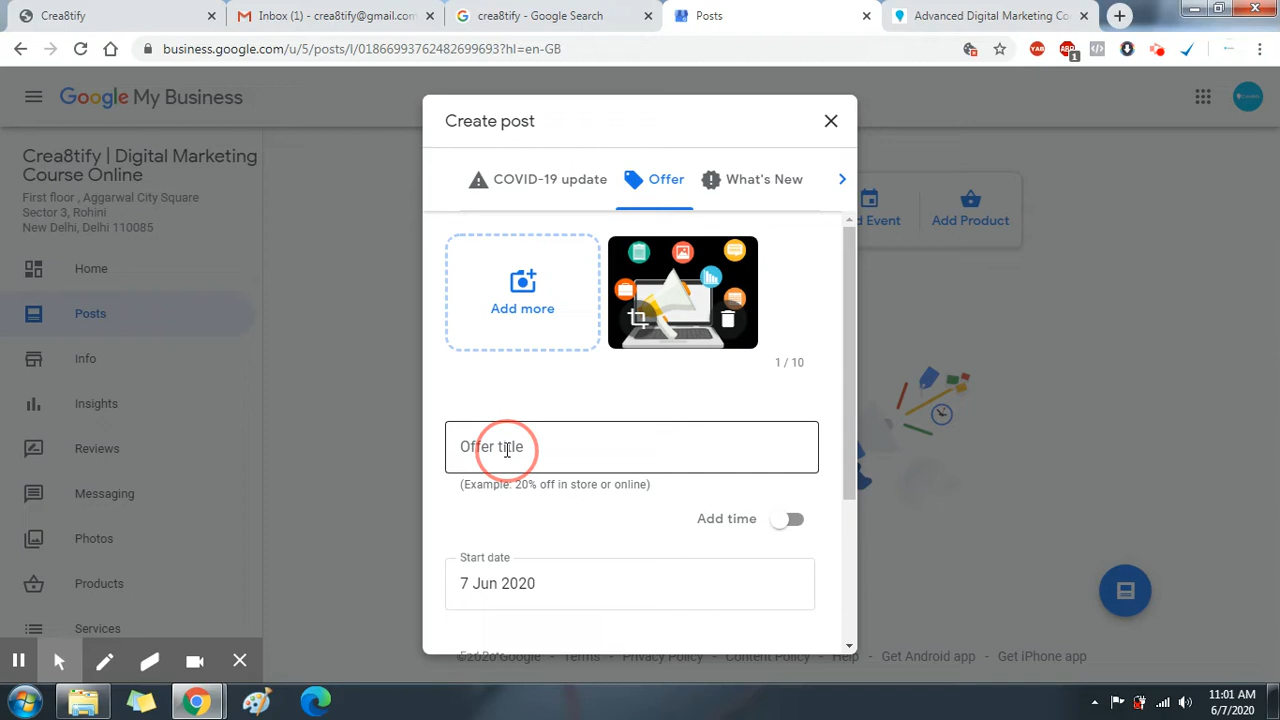 Crea8tify
Inbox (1) - crea8tify@gmail.com
crea8tify - Google Search
Posts
Advanced Digital Marketing Co
business.google.com/u/5/posts/l/01866993762482699693?hl=en-GB
Google My Business
Create post
Crea8tify | Digital Marketing
Course Online
First floor , Aggarwal City Square
Sector 3, Rohini
New Delhi, Delhi 110085
COVID-19 update
Offer
What's New
Event
Add Product
Home
Posts
Info
Insights
Reviews
Messaging
Photos
Products
Services
Add more
1 / 10
Offer title
(Example: 20% off in store or online)
Add time
Start date
7 Jun 2020
©2020 Google
Terms
Privacy Policy
Content Policy
Help
Get Android app
Get iPhone app
YAB
ABP
1
11:01 AM
6/7/2020